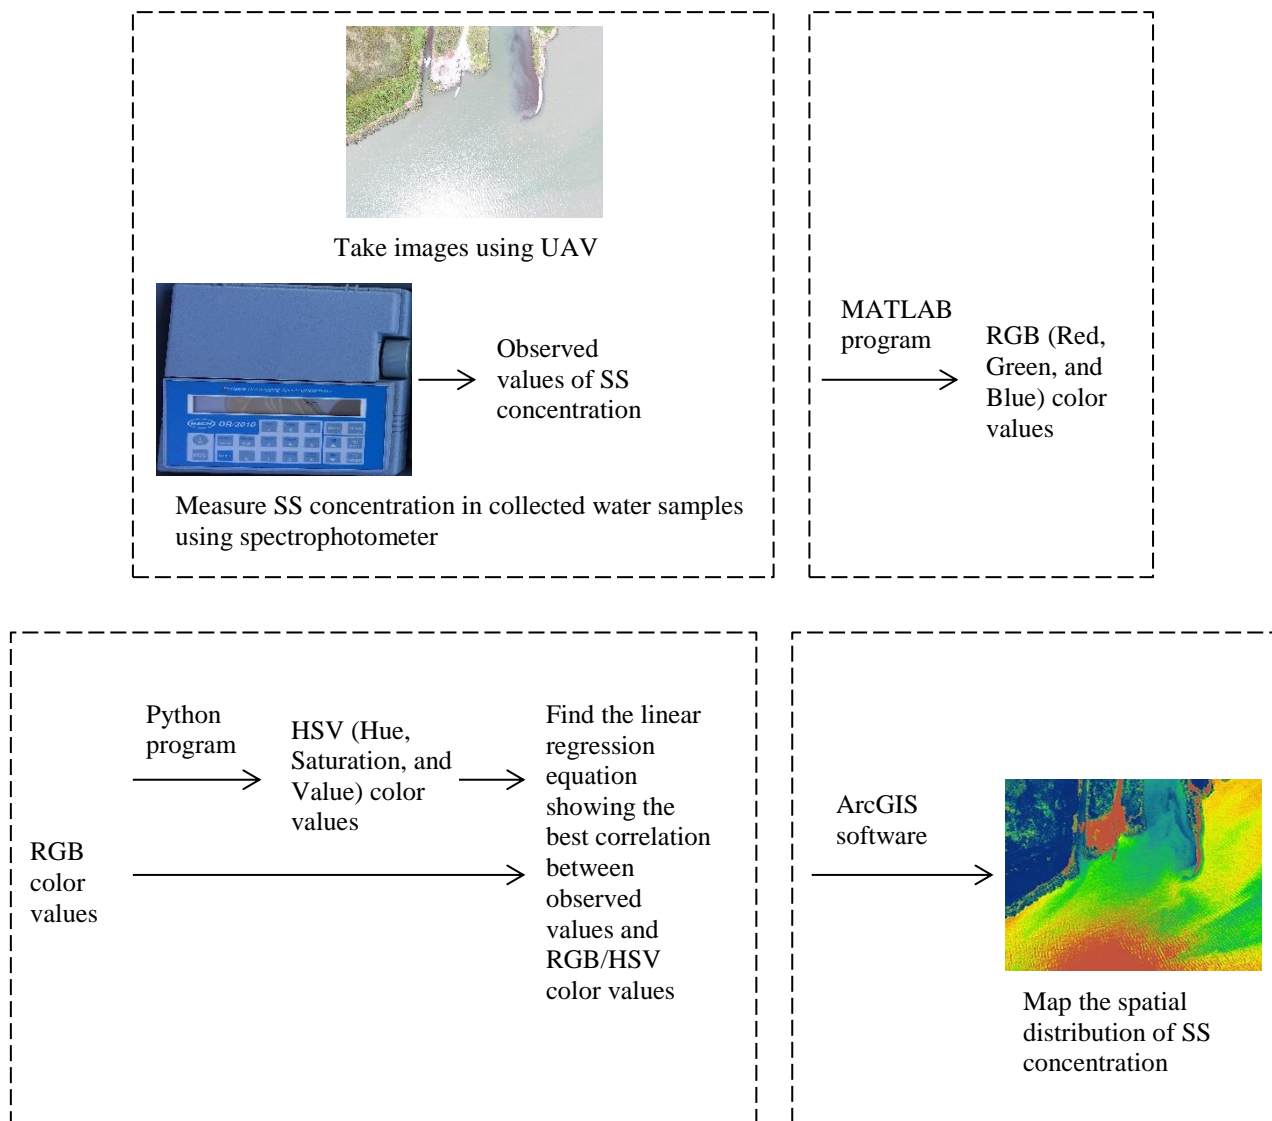 Take images using UAV
HACH DR/2010
Observed
values of SS
concentration
Measure SS concentration in collected water samples
using spectrophotometer
MATLAB
program
RGB (Red,
Green, and
Blue) color
values
RGB
color
values
Python
program
HSV (Hue,
Saturation, and
Value) color
values
Find the linear
regression
equation
showing the
best correlation
between
observed
values and
RGB/HSV
color values
ArcGIS
software
Map the spatial
distribution of SS
concentration